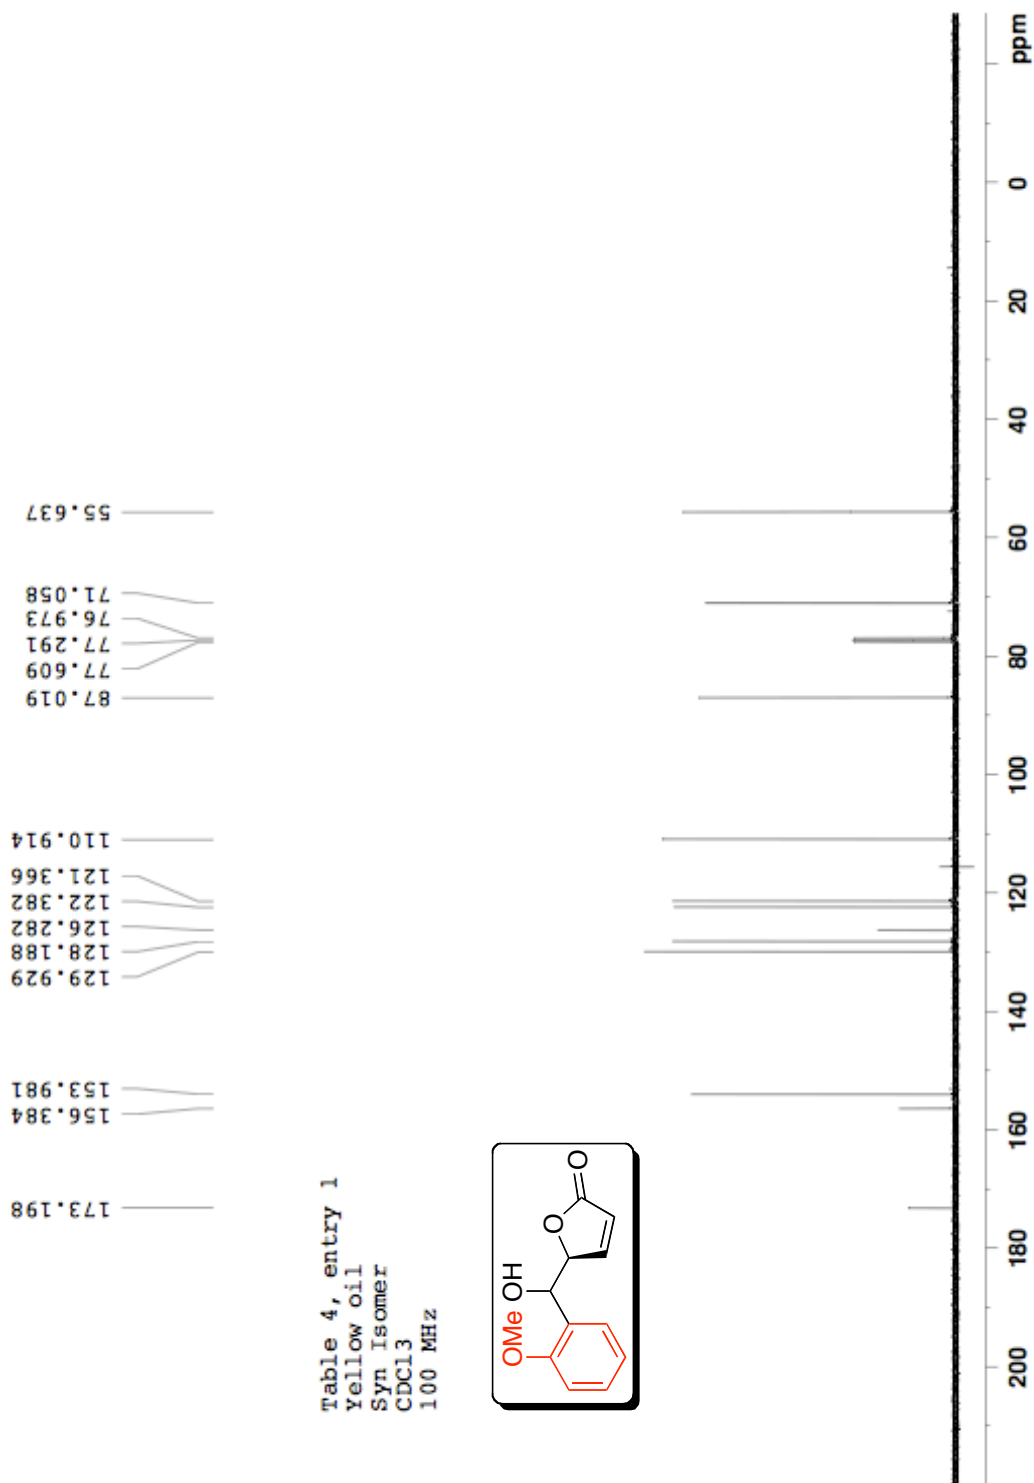 55.637
71.058
76.973
77.291
77.609
87.019
110.914
121.366
122.382
126.282
128.188
129.929
153.981
156.384
173.198
Table 4, entry 1
Yellow oil
Syn Isomer
CDCl3
100 MHz
OMe OH
O
O
ppm
0
20
40
60
80
100
120
140
160
180
200